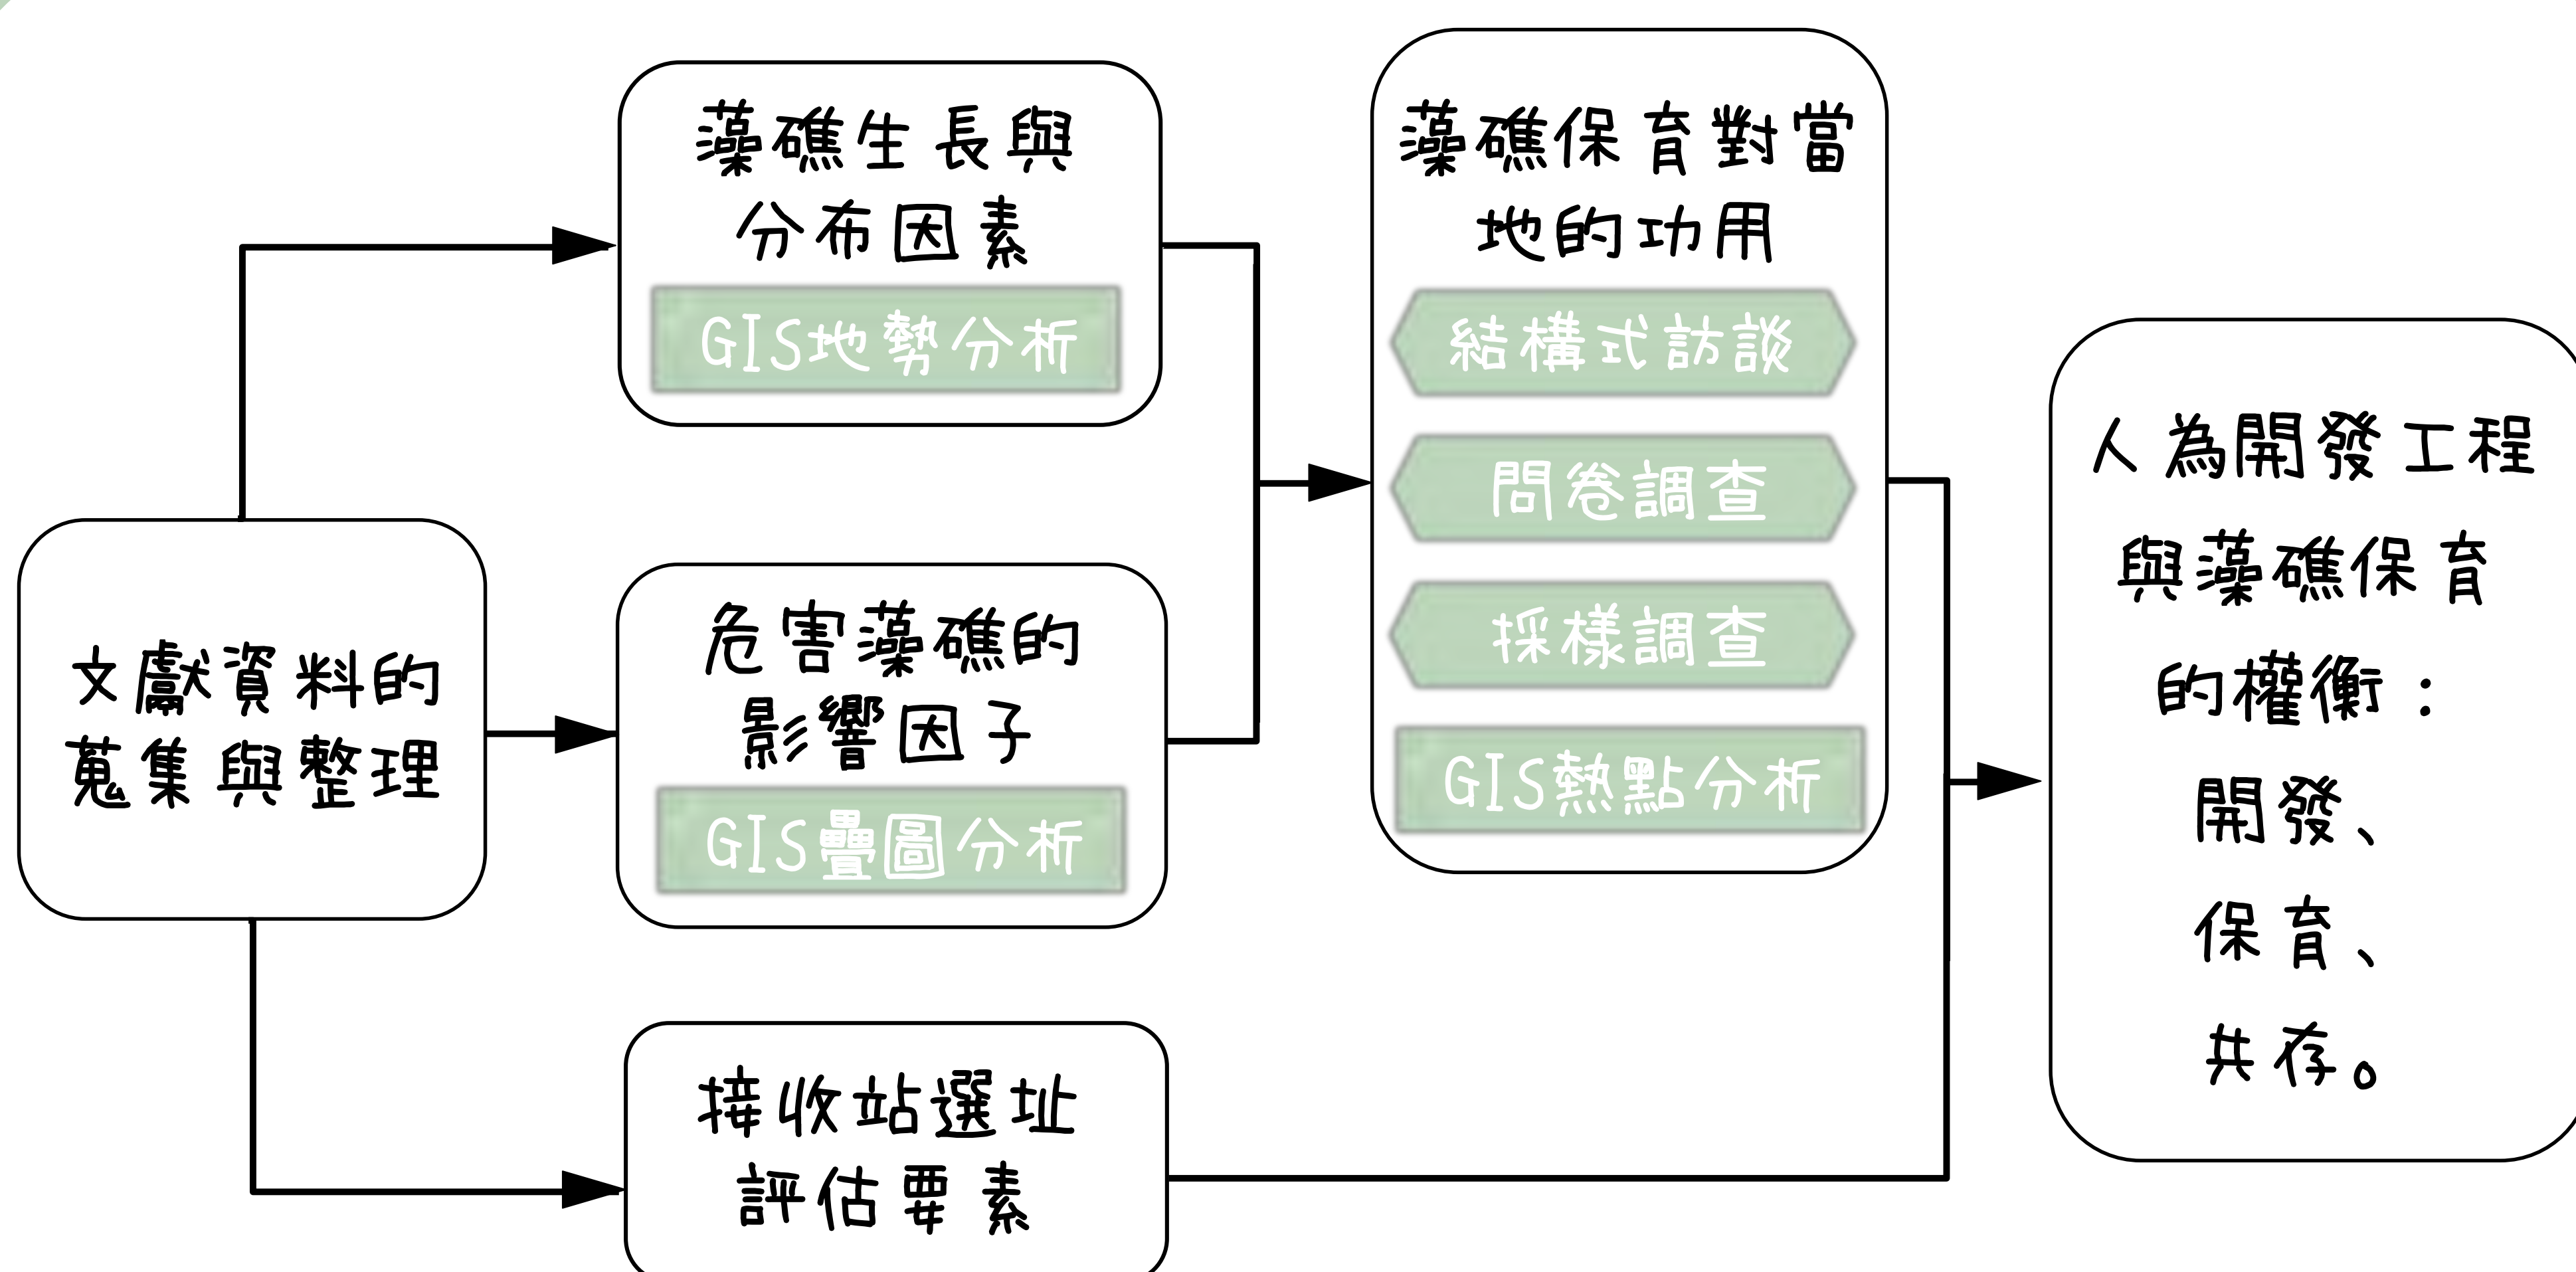 文獻資料的
蒐集與整理
藻礁生長與
分布因素
GIS地勢分析
危害藻礁的
影響因子
GIS疊圖分析
接收站選址
評估要素
藻礁保育對當
地的功用
結構式訪談
問卷調查
採樣調查
GIS熱點分析
人為開發工程
與藻礁保育
的權衡：
開發、
保育、
共存。